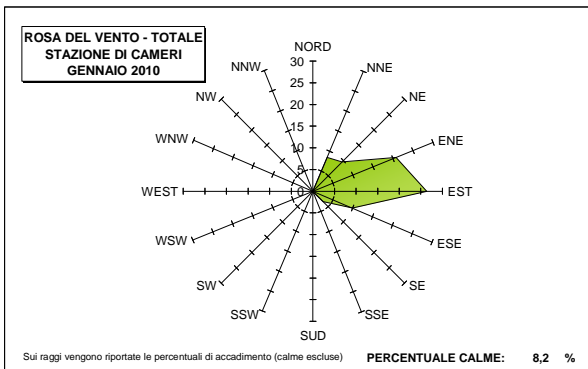 ROSA DEL VENTO - TOTALE
STAZIONE DI CAMERI
GENNAIO 2010
NORD
30
25
20
15
10
5
0
NNE
NE
ENE
EST
ESE
SE
SSE
SUD
SSW
SW
WSW
WEST
WNW
NW
NNW
Sui raggi vengono riportate le percentuali di accadimento (calme escluse) PERCENTUALE CALME: 8,2 %